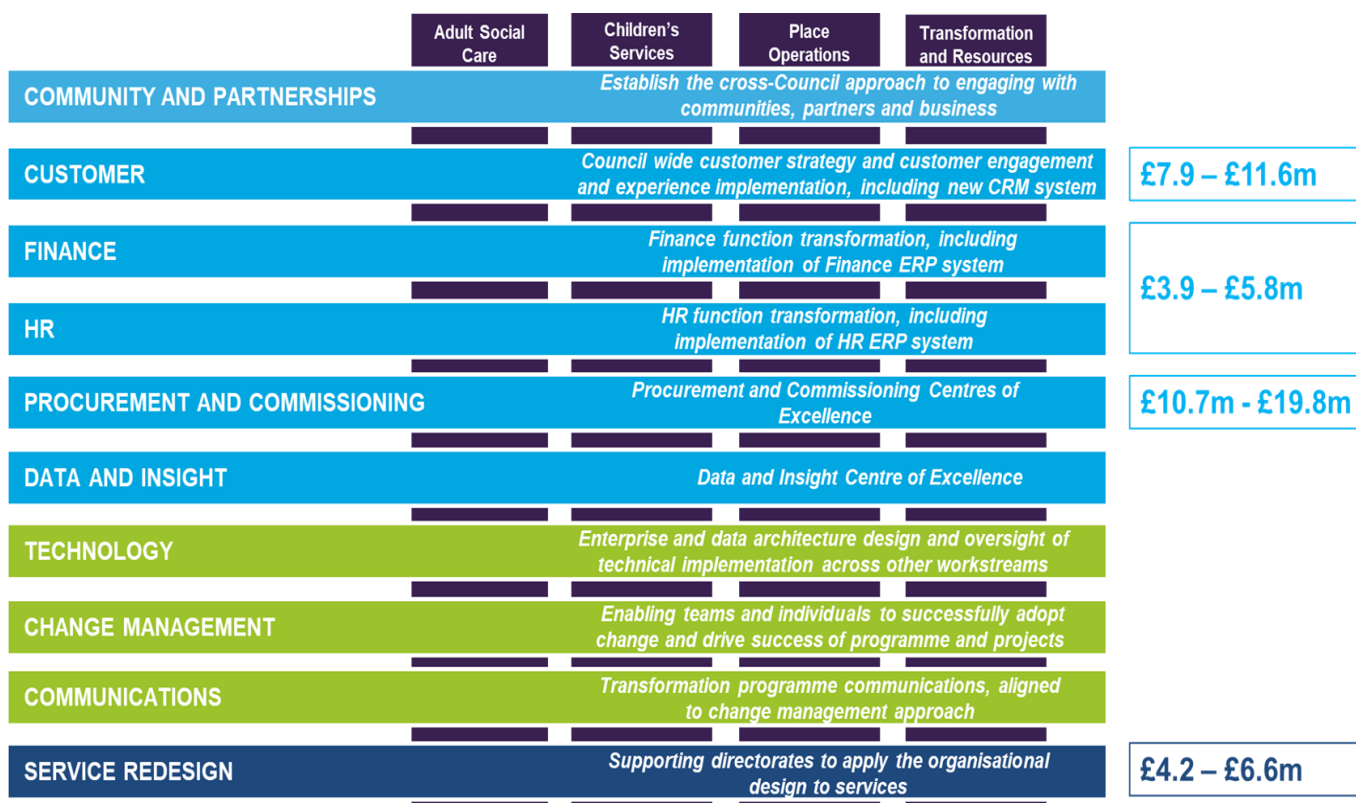 Adult Social
Care
Children’s
Services
Place
Operations
Transformation
and Resources
COMMUNITY AND PARTNERSHIPS
Establish the cross-Council approach to engaging with
communities, partners and business
CUSTOMER
Council wide customer strategy and customer engagement
and experience implementation, including new CRM system
£7.9 – £11.6m
FINANCE
Finance function transformation, including
implementation of Finance ERP system
£3.9 – £5.8m
HR
HR function transformation, including
implementation of HR ERP system
PROCUREMENT AND COMMISSIONING
Procurement and Commissioning Centres of
Excellence
£10.7m - £19.8m
DATA AND INSIGHT
Data and Insight Centre of Excellence
TECHNOLOGY
Enterprise and data architecture design and oversight of
technical implementation across other workstreams
CHANGE MANAGEMENT
Enabling teams and individuals to successfully adopt
change and drive success of programme and projects
COMMUNICATIONS
Transformation programme communications, aligned
to change management approach
SERVICE REDESIGN
Supporting directorates to apply the organisational
design to services
£4.2 – £6.6m